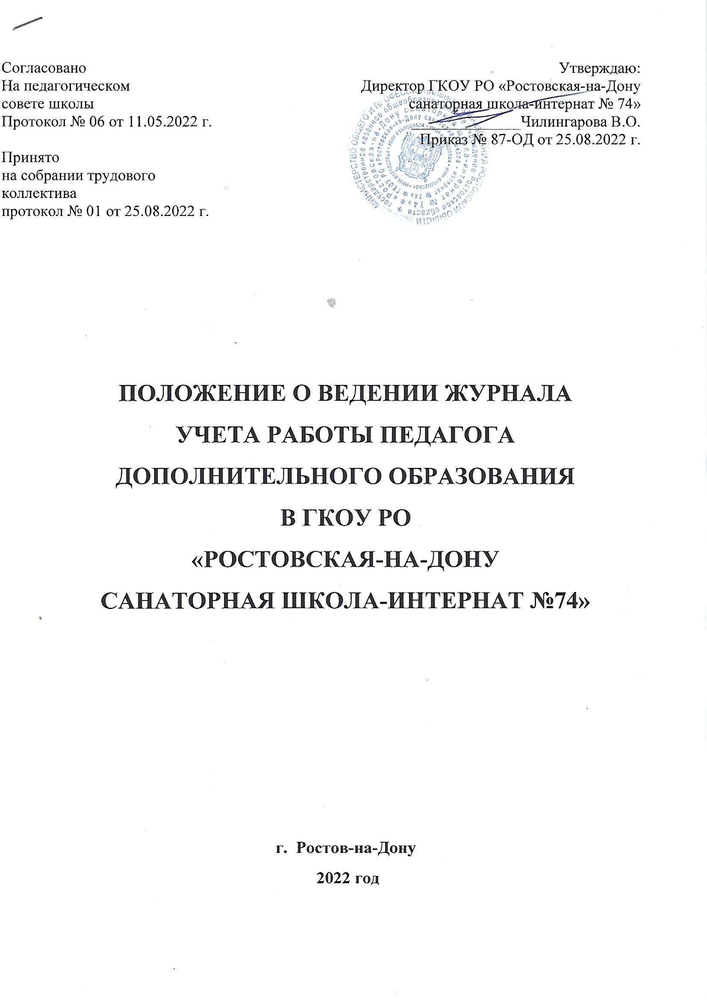 Согласовано
На педагогическом
совете школы
Протокол № 06 от 11.05.2022 г.
Принято
на собрании трудового
коллектива
протокол № 01 от 25.08.2022 г.
Утверждаю:
Директор ГКОУ РО «Ростовская-на-Дону
санаторная школа-интернат № 74»
Чилингарова В.О.
Приказ № 87-ОД от 25.08.2022 г.
МИНИСТЕРСТВО ОБЩЕГО И ПРОФЕССИОНАЛЬНОГО ОБРАЗОВАНИЯ РОСТОВСКОЙ ОБЛАСТИ
государственное казенное общеобразовательное учреждение Ростовской области
«Ростовская-на-Дону санаторная школа-интернат № 74»
ГКОУ РО «Ростовская-на-Дону санаторная школа-интернат № 74»
ИНН 6166020524 • ИНН 6166020524 • ИНН 6166020524 • ИНН 6166020524
ПОЛОЖЕНИЕ О ВЕДЕНИИ ЖУРНАЛА
УЧЕТА РАБОТЫ ПЕДАГОГА
ДОПОЛНИТЕЛЬНОГО ОБРАЗОВАНИЯ
В ГКОУ РО
«РОСТОВСКАЯ-НА-ДОНУ
САНАТОРНАЯ ШКОЛА-ИНТЕРНАТ №74»
г. Ростов-на-Дону
2022 год